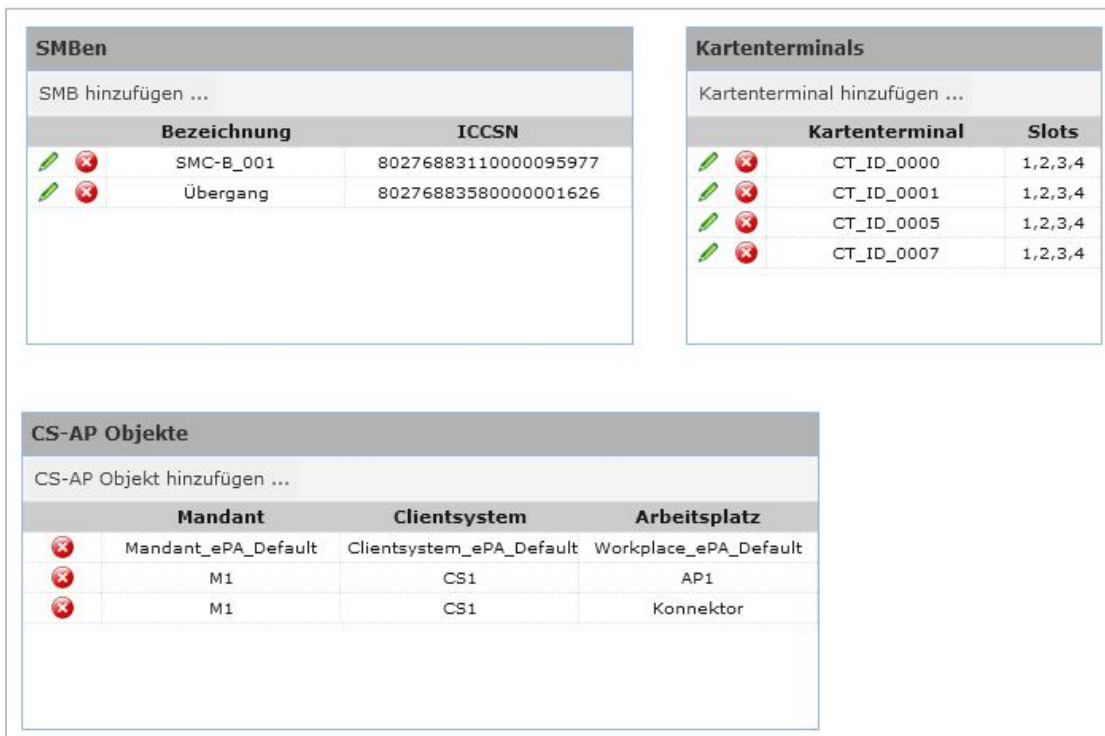 SMBen
SMB hinzufügen ...
Bezeichnung ICCSN
SMC-B_001 80276883110000095977
Übergang 80276883580000001626
Kartenterminals
Kartenterminal hinzufügen ...
Kartenterminal Slots
CT_ID_0000 1,2,3,4
CT_ID_0001 1,2,3,4
CT_ID_0005 1,2,3,4
CT_ID_0007 1,2,3,4
CS-AP Objekte
CS-AP Objekt hinzufügen ...
Mandant Clientsystem Arbeitsplatz
Mandant_ePA_Default Clientsystem_ePA_Default Workplace_ePA_Default
M1 CS1 AP1
M1 CS1 Konnektor